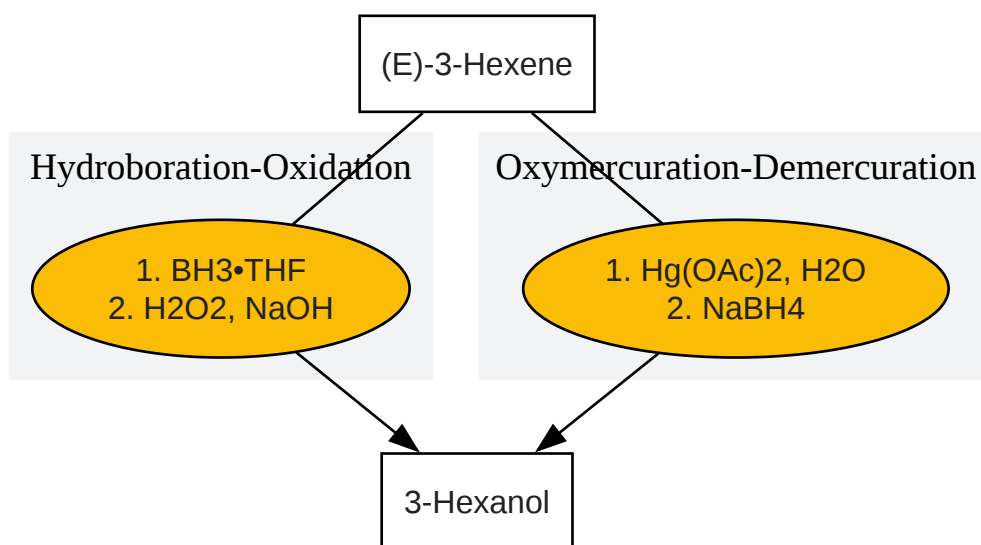 (E)-3-Hexene
Hydroboration-Oxidation
Oxymercuration-Demercuration
1. BH3•THF
2. H2O2, NaOH
1. Hg(OAc)2, H2O
2. NaBH4
3-Hexanol